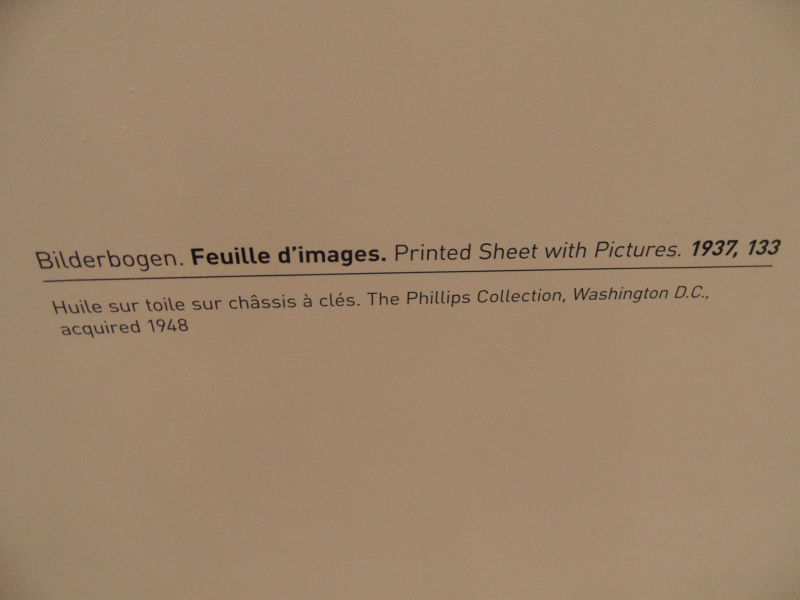 Bilderbogen. Feuille d'images. Printed Sheet with Pictures. 1937, 133
Huile sur toile sur châssis à clés. The Phillips Collection, Washington D.C.,
acquired 1948